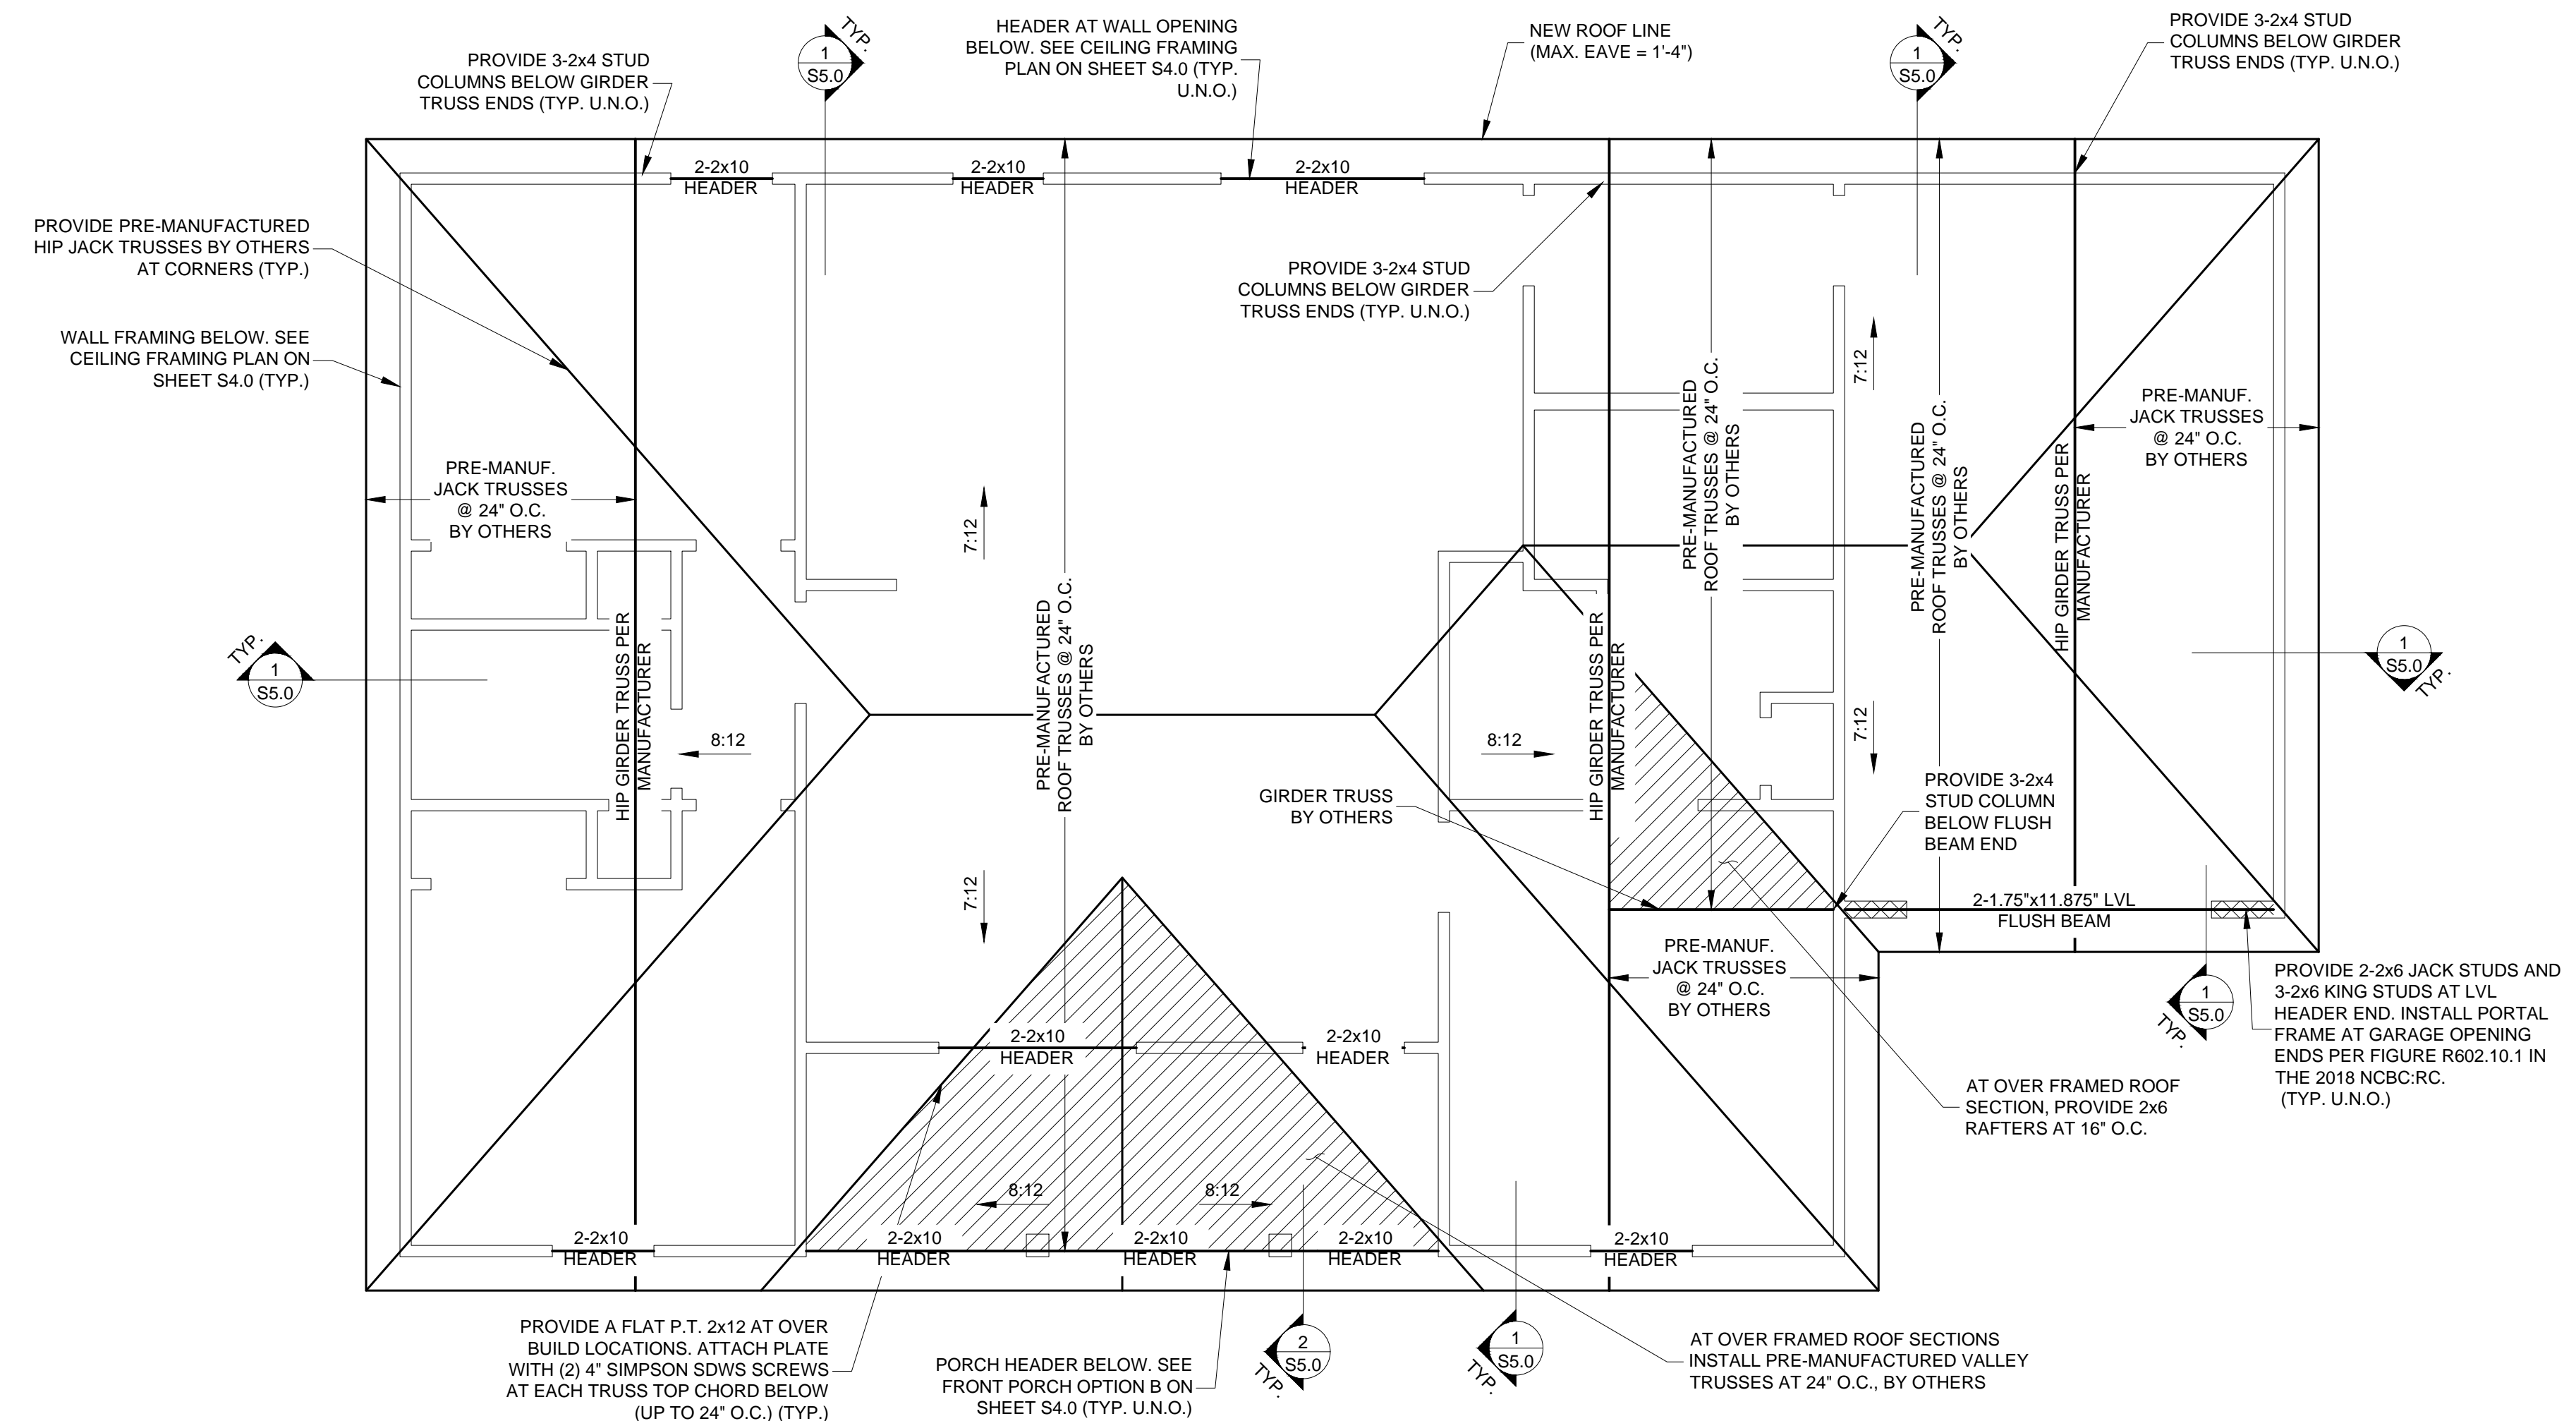 TYP.
1
S5.0
HEADER AT WALL OPENING
BELOW. SEE CEILING FRAMING
PLAN ON SHEET S4.0 (TYP.
U.N.O.)
NEW ROOF LINE
(MAX. EAVE = 1'-4")
TYP.
1
S5.0
PROVIDE 3-2x4 STUD
COLUMNS BELOW GIRDER
TRUSS ENDS (TYP. U.N.O.)
PROVIDE 3-2x4 STUD
COLUMNS BELOW GIRDER
TRUSS ENDS (TYP. U.N.O.)
2-2x10
HEADER
2-2x10
HEADER
2-2x10
HEADER
PROVIDE PRE-MANUFACTURED
HIP JACK TRUSSES BY OTHERS
AT CORNERS (TYP.)
WALL FRAMING BELOW. SEE
CEILING FRAMING PLAN ON
SHEET S4.0 (TYP.)
PROVIDE 3-2x4 STUD
COLUMNS BELOW GIRDER
TRUSS ENDS (TYP. U.N.O.)
PRE-MANUF.
JACK TRUSSES
@ 24" O.C.
BY OTHERS
7:12
PRE-MANUFACTURED
ROOF TRUSSES @ 24" O.C.
BY OTHERS
7:12
PRE-MANUFACTURED
ROOF TRUSSES @ 24" O.C.
BY OTHERS
HIP GIRDER TRUSS PER
MANUFACTURER
PRE-MANUF.
JACK TRUSSES
@ 24" O.C.
BY OTHERS
TYP.
1
S5.0
HIP GIRDER TRUSS PER
MANUFACTURER
8:12
PRE-MANUFACTURED
ROOF TRUSSES @ 24" O.C.
BY OTHERS
8:12
HIP GIRDER TRUSS PER
MANUFACTURER
7:12
1
S5.0
TYP.
GIRDER TRUSS
BY OTHERS
PROVIDE 3-2x4
STUD COLUMN
BELOW FLUSH
BEAM END
7:12
2-1.75"x11.875" LVL
FLUSH BEAM
PRE-MANUF.
JACK TRUSSES
@ 24" O.C.
BY OTHERS
1
S5.0
TYP.
PROVIDE 2-2x6 JACK STUDS AND
3-2x6 KING STUDS AT LVL
HEADER END. INSTALL PORTAL
FRAME AT GARAGE OPENING
ENDS PER FIGURE R602.10.1 IN
THE 2018 NCBC:RC.
(TYP. U.N.O.)
2-2x10
HEADER
2-2x10
HEADER
AT OVER FRAMED ROOF
SECTION, PROVIDE 2x6
RAFTERS AT 16" O.C.
8:12
8:12
2-2x10
HEADER
2-2x10
HEADER
2-2x10
HEADER
2-2x10
HEADER
2-2x10
HEADER
PROVIDE A FLAT P.T. 2x12 AT OVER
BUILD LOCATIONS. ATTACH PLATE
WITH (2) 4" SIMPSON SDWS SCREWS
AT EACH TRUSS TOP CHORD BELOW
(UP TO 24" O.C.) (TYP.)
PORCH HEADER BELOW. SEE
FRONT PORCH OPTION B ON
SHEET S4.0 (TYP. U.N.O.)
2
S5.0
TYP.
1
S5.0
TYP.
AT OVER FRAMED ROOF SECTIONS
INSTALL PRE-MANUFACTURED VALLEY
TRUSSES AT 24" O.C., BY OTHERS